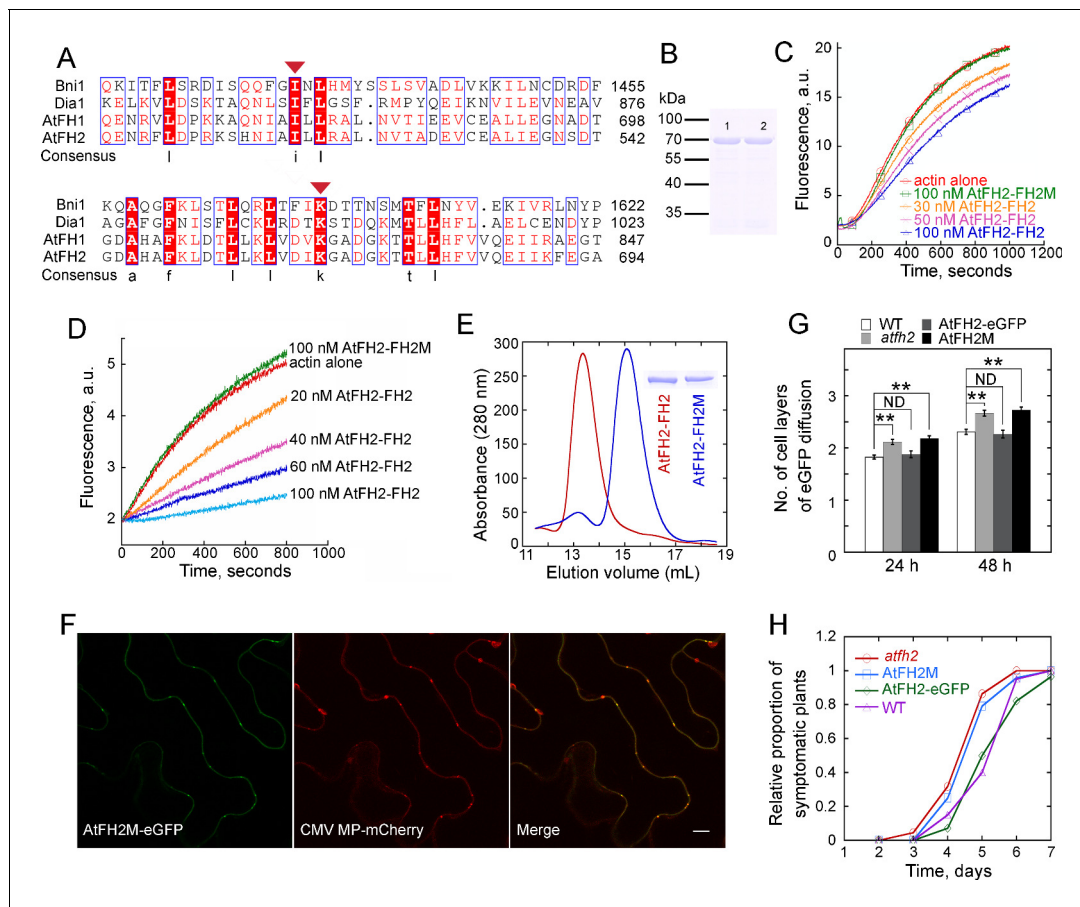 A
Bni1 QKITFLSRDISQQFGINLHMYSSLSVADLVKKILNCDRDF 1455
Dia1 KELKVLDSKTAQNLSIFLGSF.RMPYQEIKNVILEVNEAV 876
AtFH1 QENRVLDPKKAQNIAILLRAL.NVTIEEVCEALLEGNSDT 698
AtFH2 QENRFLDPRKSHNIAILLRAL.NVTADEVCEALIEGNSDT 542
Consensus l i l
Bni1 KQAQGFKLSTLQRLTFIKDTTNSMTFLNYV.EKIVRLNYP 1622
Dia1 AGAFGFNISFLCKLRDTKSTDQKMTLLHFLAELCENDYP 1023
AtFH1 GDAHAFKLDTLLKLVDVKGADGKTTLLHFVVQEIIRAEGT 847
AtFH2 GDAHAFKLDTLLKLVDIKGADGKTTLLHFVVQEIIKFEGA 694
Consensus a f l l k t l
B
kDa
100
70
55
40
35
1 2
C
Fluorescence, a.u.
20
15
10
5
0
actin alone
100 nM AtFH2-FH2M
30 nM AtFH2-FH2
50 nM AtFH2-FH2
100 nM AtFH2-FH2
0 200 400 600 800 1000
Time, seconds
D
Fluorescence, a.u.
5
4
3
2
100 nM AtFH2-FH2M
actin alone
20 nM AtFH2-FH2
40 nM AtFH2-FH2
60 nM AtFH2-FH2
100 nM AtFH2-FH2
0 200 400 600 800 1000
Time, seconds
E
Absorbance (280 nm)
300
250
200
150
100
50
0
AtFH2-FH2
AtFH2-FH2M
11 13 15 17 19
Elution volume (mL)
G
WT
atfh2
AtFH2-eGFP
AtFH2M
No. of cell layers
of eGFP diffusion
4
3
2
1
0
**
ND
**
**
ND
**
24 h 48 h
F
AtFH2M-eGFP
CMV MP-mCherry
Merge
H
Relative proportion of
symptomatic plants
1.2
1
0.8
0.6
0.4
0.2
0
atfh2
AtFH2M
AtFH2-eGFP
WT
1 2 3 4 5 6 7
Time, days